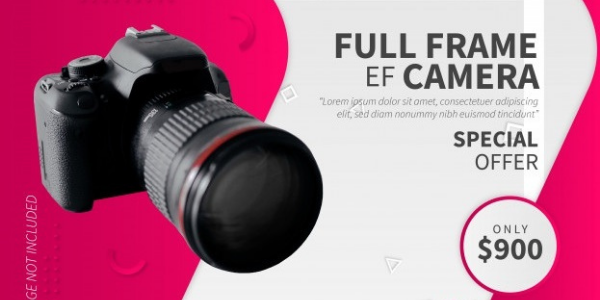 FULL FRAME
EF CAMERA
"Lorem ipsum dolor sit amet, consectetuer adipiscing
elit, sed diam nonummy nibh euismod tincidunt"
SPECIAL
OFFER
ONLY
$900
NOT INCLUDED